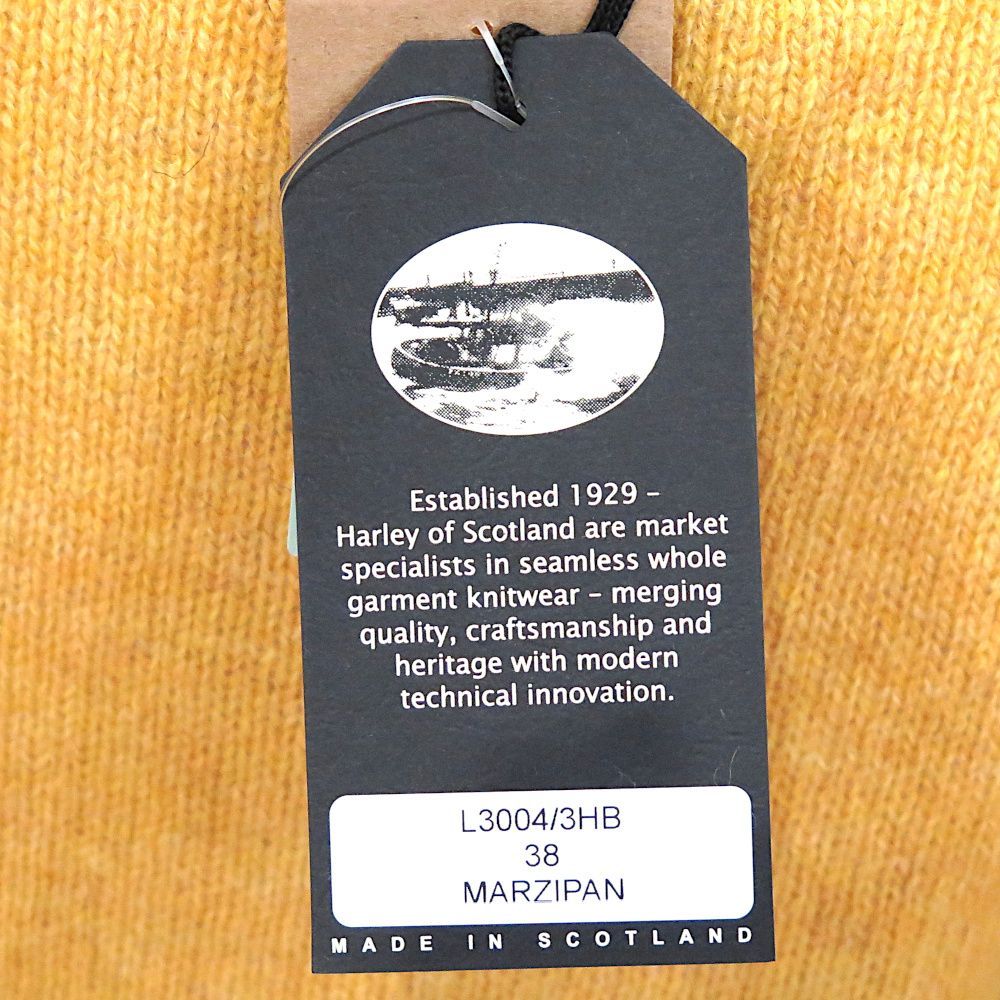 Established 1929 –
Harley of Scotland are market
specialists in seamless whole
garment knitwear – merging
quality, craftsmanship and
heritage with modern
technical innovation.
L3004/3HB
38
MARZIPAN
MADE IN SCOTLAND